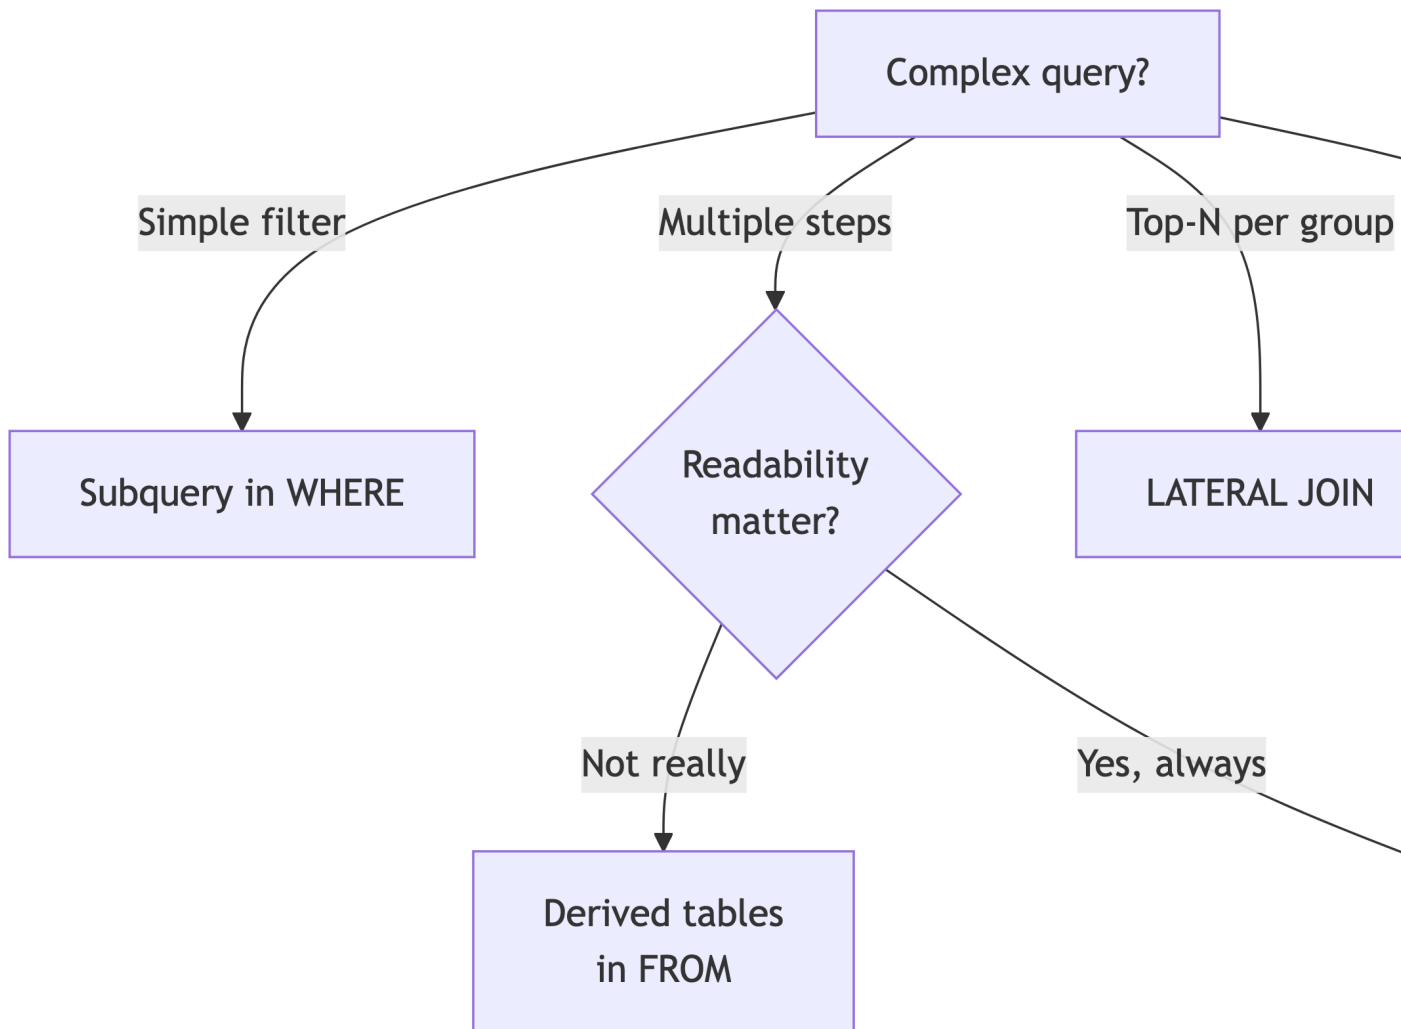 Complex query?
Simple filter
Multiple steps
Top-N per group
Subquery in WHERE
Readability
matter?
LATERAL JOIN
Not really
Yes, always
Derived tables
in FROM